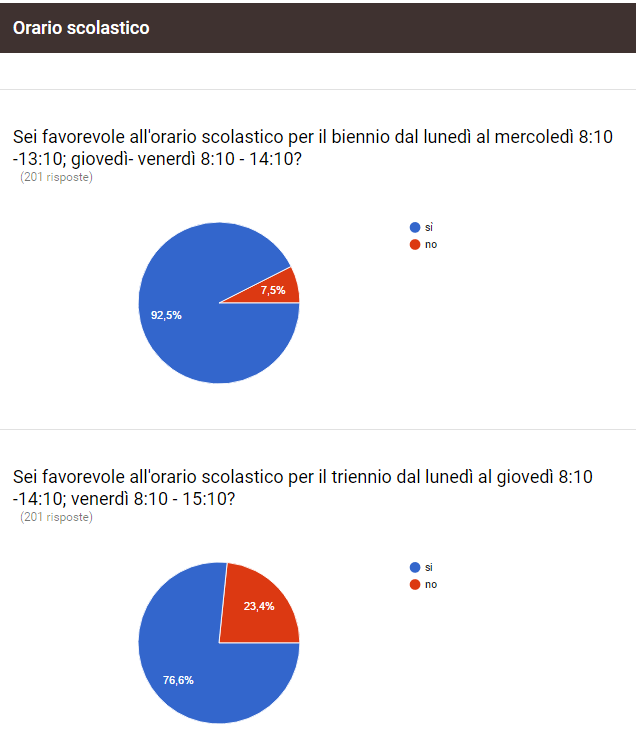 Orario scolastico
Sei favorevole all'orario scolastico per il biennio dal lunedì al mercoledì 8:10
-13:10; giovedì- venerdì 8:10 - 14:10?
(201 risposte)
sì
no
7,5%
92,5%
Sei favorevole all'orario scolastico per il triennio dal lunedì al giovedì 8:10
-14:10; venerdì 8:10 - 15:10?
(201 risposte)
si
no
23,4%
76,6%